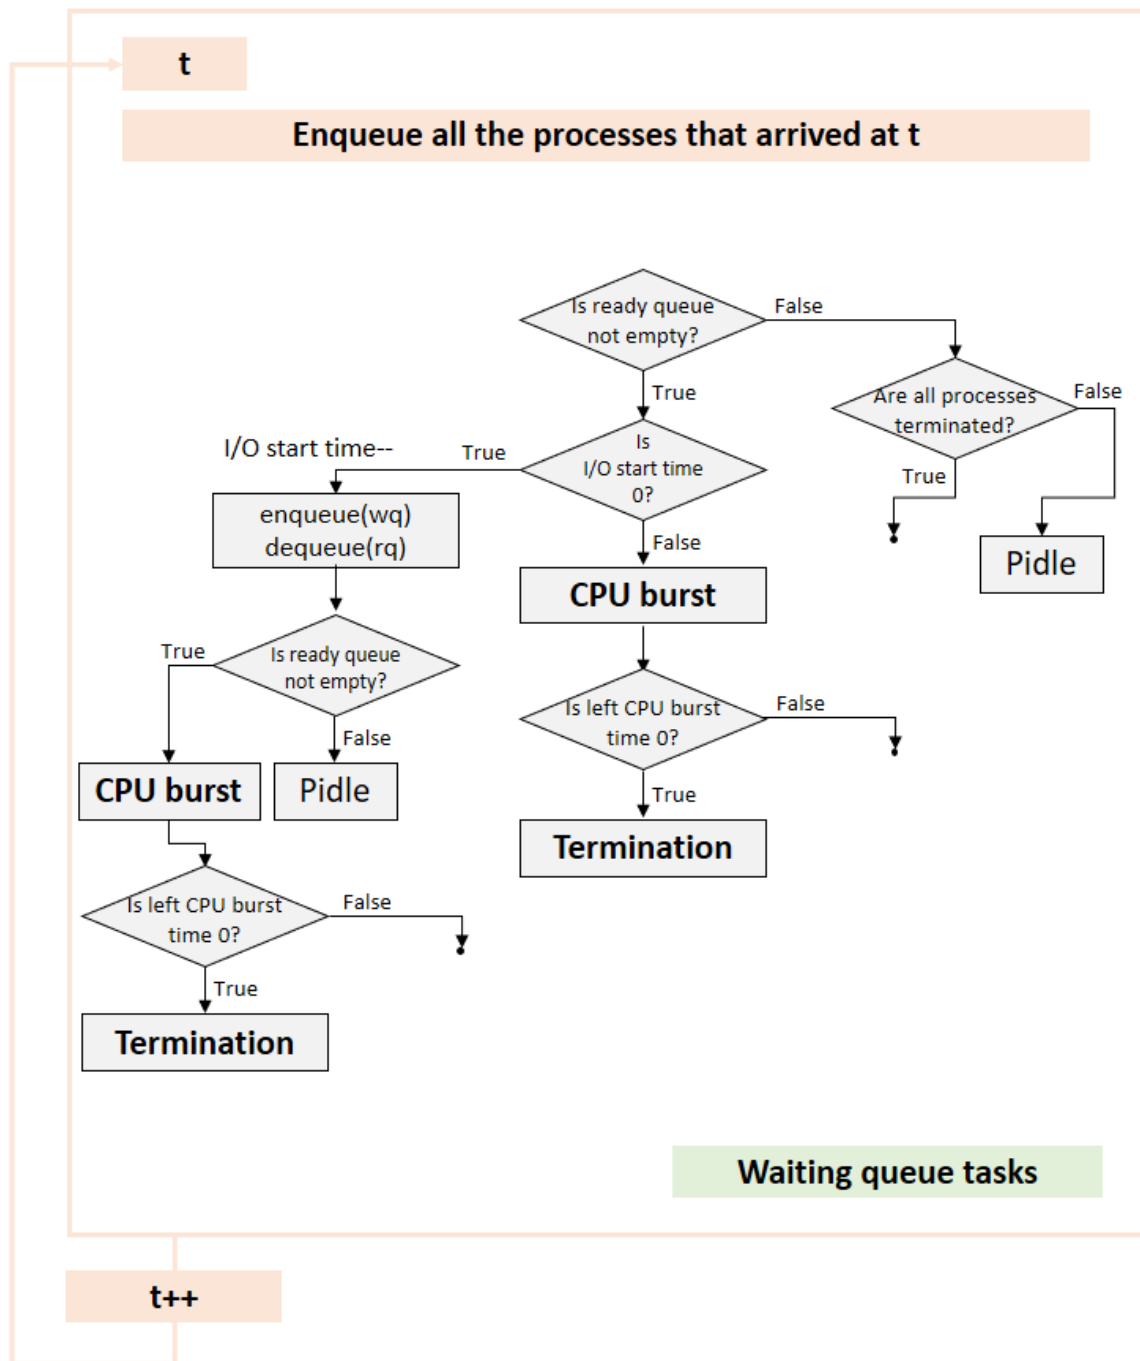 t
Enqueue all the processes that arrived at t
Is ready queue
not empty?
False
True
Are all processes
terminated?
False
True
Pidle
Is
I/O start time
0?
True
I/O start time--
enqueue(wq)
dequeue(rq)
False
CPU burst
Is ready queue
not empty?
True
False
CPU burst
Pidle
Is left CPU burst
time 0?
False
True
Termination
Is left CPU burst
time 0?
False
True
Termination
Waiting queue tasks
t++